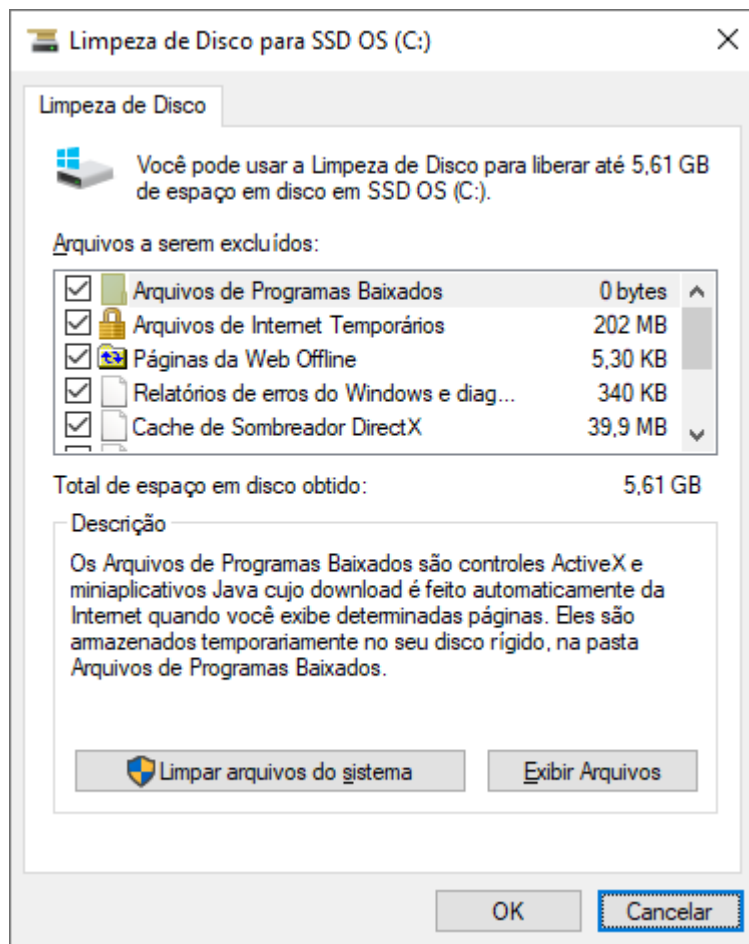 Limpeza de Disco para SSD OS (C:)
Limpeza de Disco
Você pode usar a Limpeza de Disco para liberar até 5,61 GB
de espaço em disco em SSD OS (C:).
Arquivos a serem excluídos:
Arquivos de Programas Baixados 0 bytes
Arquivos de Internet Temporários 202 MB
Páginas da Web Offline 5,30 KB
Relatórios de erros do Windows e diag... 340 KB
Cache de Sombreador DirectX 39,9 MB
Total de espaço em disco obtido: 5,61 GB
Descrição
Os Arquivos de Programas Baixados são controles ActiveX e
miniaplicativos Java cujo download é feito automaticamente da
Internet quando você exibe determinadas páginas. Eles são
armazenados temporariamente no seu disco rígido, na pasta
Arquivos de Programas Baixados.
Limpar arquivos do sistema Exibir Arquivos
OK Cancelar